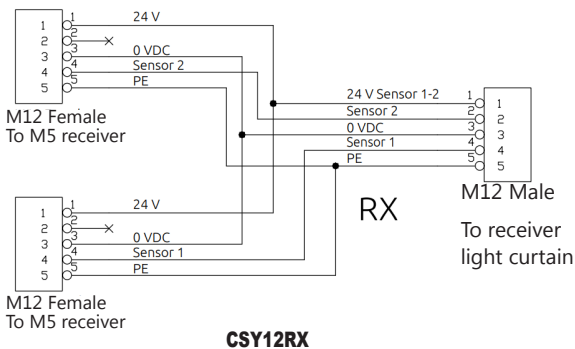 1 1 24 V
2 2
3 3 0 VDC
4 4 Sensor 2
5 5 PE
M12 Female
To M5 receiver
24 V Sensor 1-2 1 1
Sensor 2 2 2
0 VDC 3 3
Sensor 1 4 4
PE 5 5
M12 Male
To receiver
light curtain
RX
1 1 24 V
2 2
3 3 0 VDC
4 4 Sensor 1
5 5 PE
M12 Female
To M5 receiver
CSY12RX